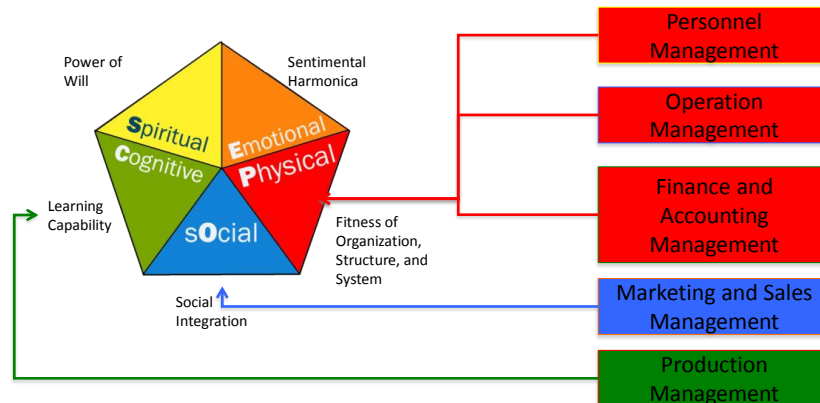 Power of
Will
Sentimental
Harmonica
Spiritual
Emotional
Cognitive
Physical
sOcial
Learning
Capability
Fitness of
Organization,
Structure, and
System
Social
Integration
Personnel
Management
Operation
Management
Finance and
Accounting
Management
Marketing and Sales
Management
Production
Management